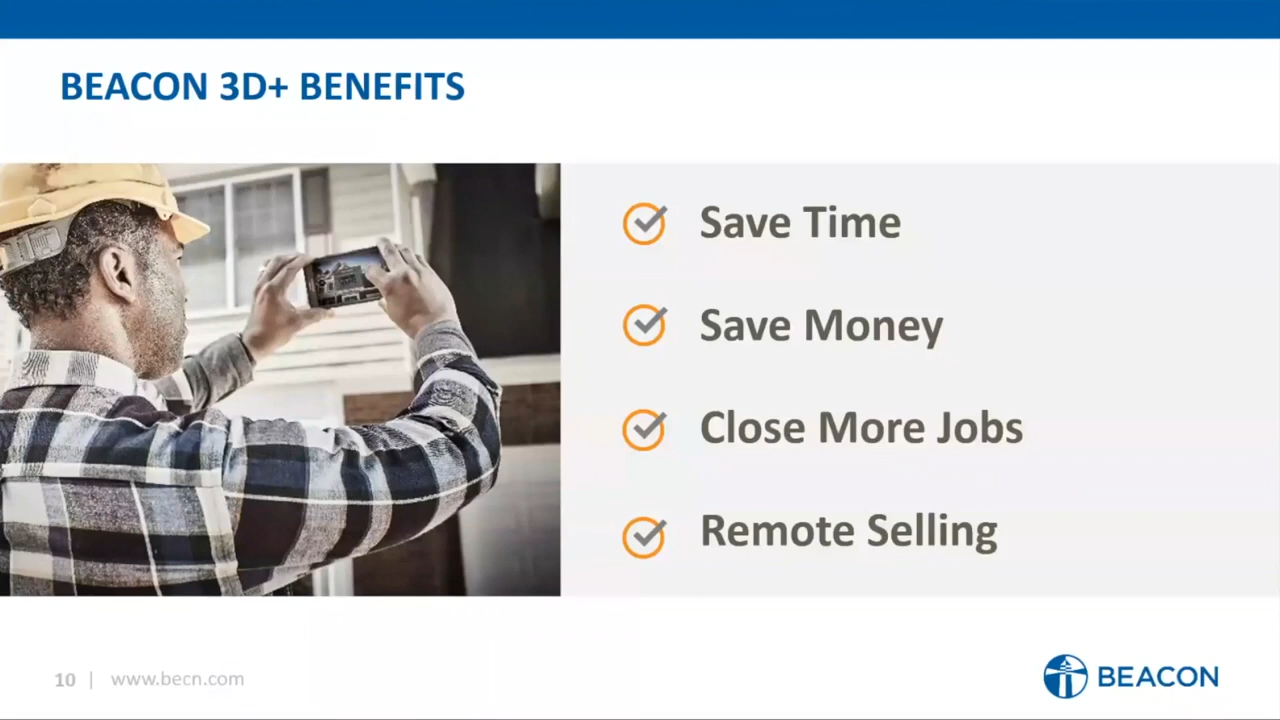 BEACON 3D+ BENEFITS
Save Time
Save Money
Close More Jobs
Remote Selling
10 | www.becn.com
BEACON